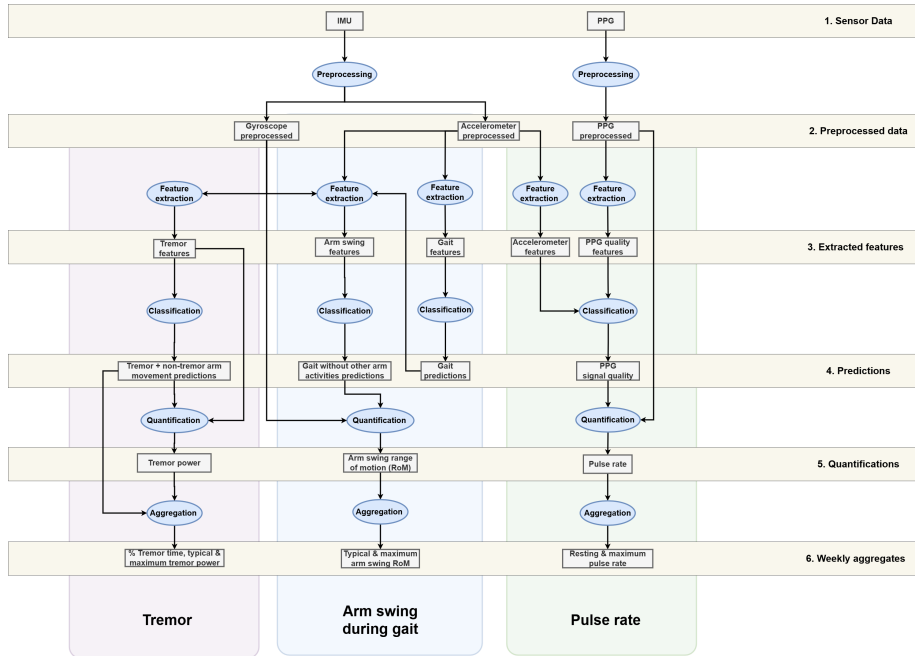 IMU
PPG
1. Sensor Data
Preprocessing
Preprocessing
Gyroscope
preprocessed
Accelerometer
preprocessed
PPG
preprocessed
2. Preprocessed data
Feature
extraction
Feature
extraction
Feature
extraction
Feature
extraction
Feature
extraction
Tremor
features
Arm swing
features
Gait
features
Accelerometer
features
PPG quality
features
3. Extracted features
Classification
Classification
Classification
Classification
Tremor + non-tremor arm
movement predictions
Gait without other arm
activities predictions
Gait
predictions
PPG
signal quality
4. Predictions
Quantification
Quantification
Quantification
Tremor power
Arm swing range
of motion (RoM)
Pulse rate
5. Quantifications
Aggregation
Aggregation
Aggregation
% Tremor time, typical &
maximum tremor power
Typical & maximum
arm swing RoM
Resting & maximum
pulse rate
6. Weekly aggregates
Tremor
Arm swing
during gait
Pulse rate